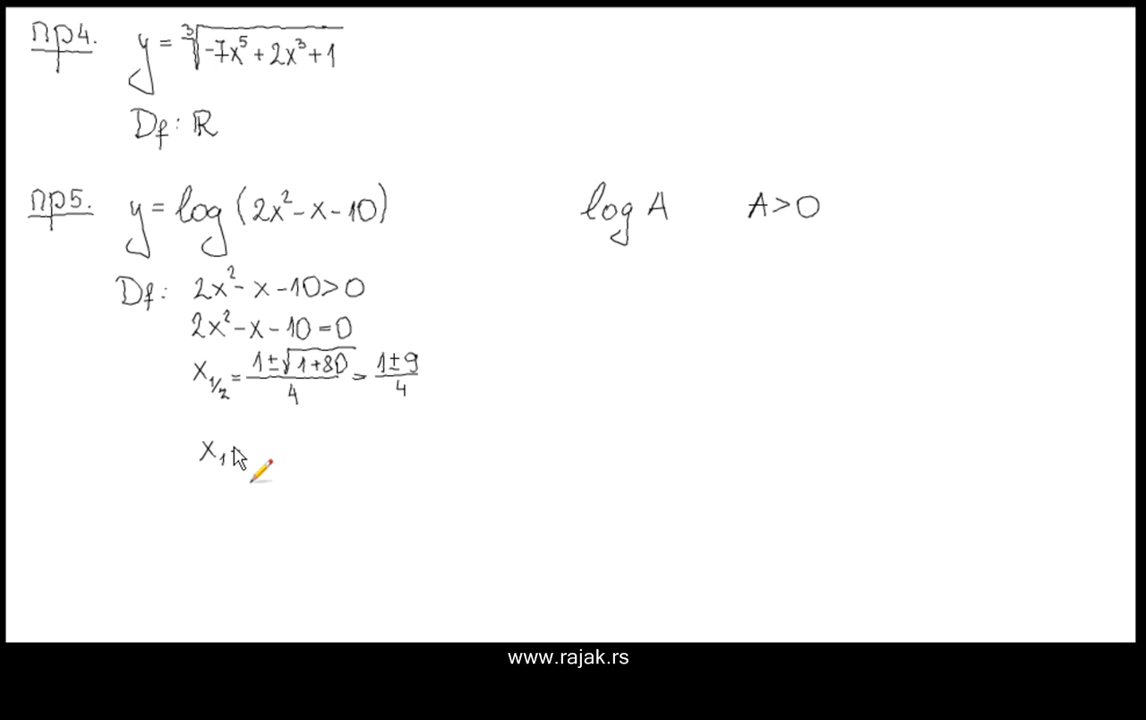 пр4. y = ∛(-7x⁵ + 2x³ + 1)
Df: ℝ
пр5. y = log (2x² - x - 10) log A A > 0
Df: 2x² - x - 10 > 0
2x² - x - 10 = 0
x₁/₂ = (1 ± √(1+80))/4 = (1 ± 9)/4
x₁
www.rajak.rs